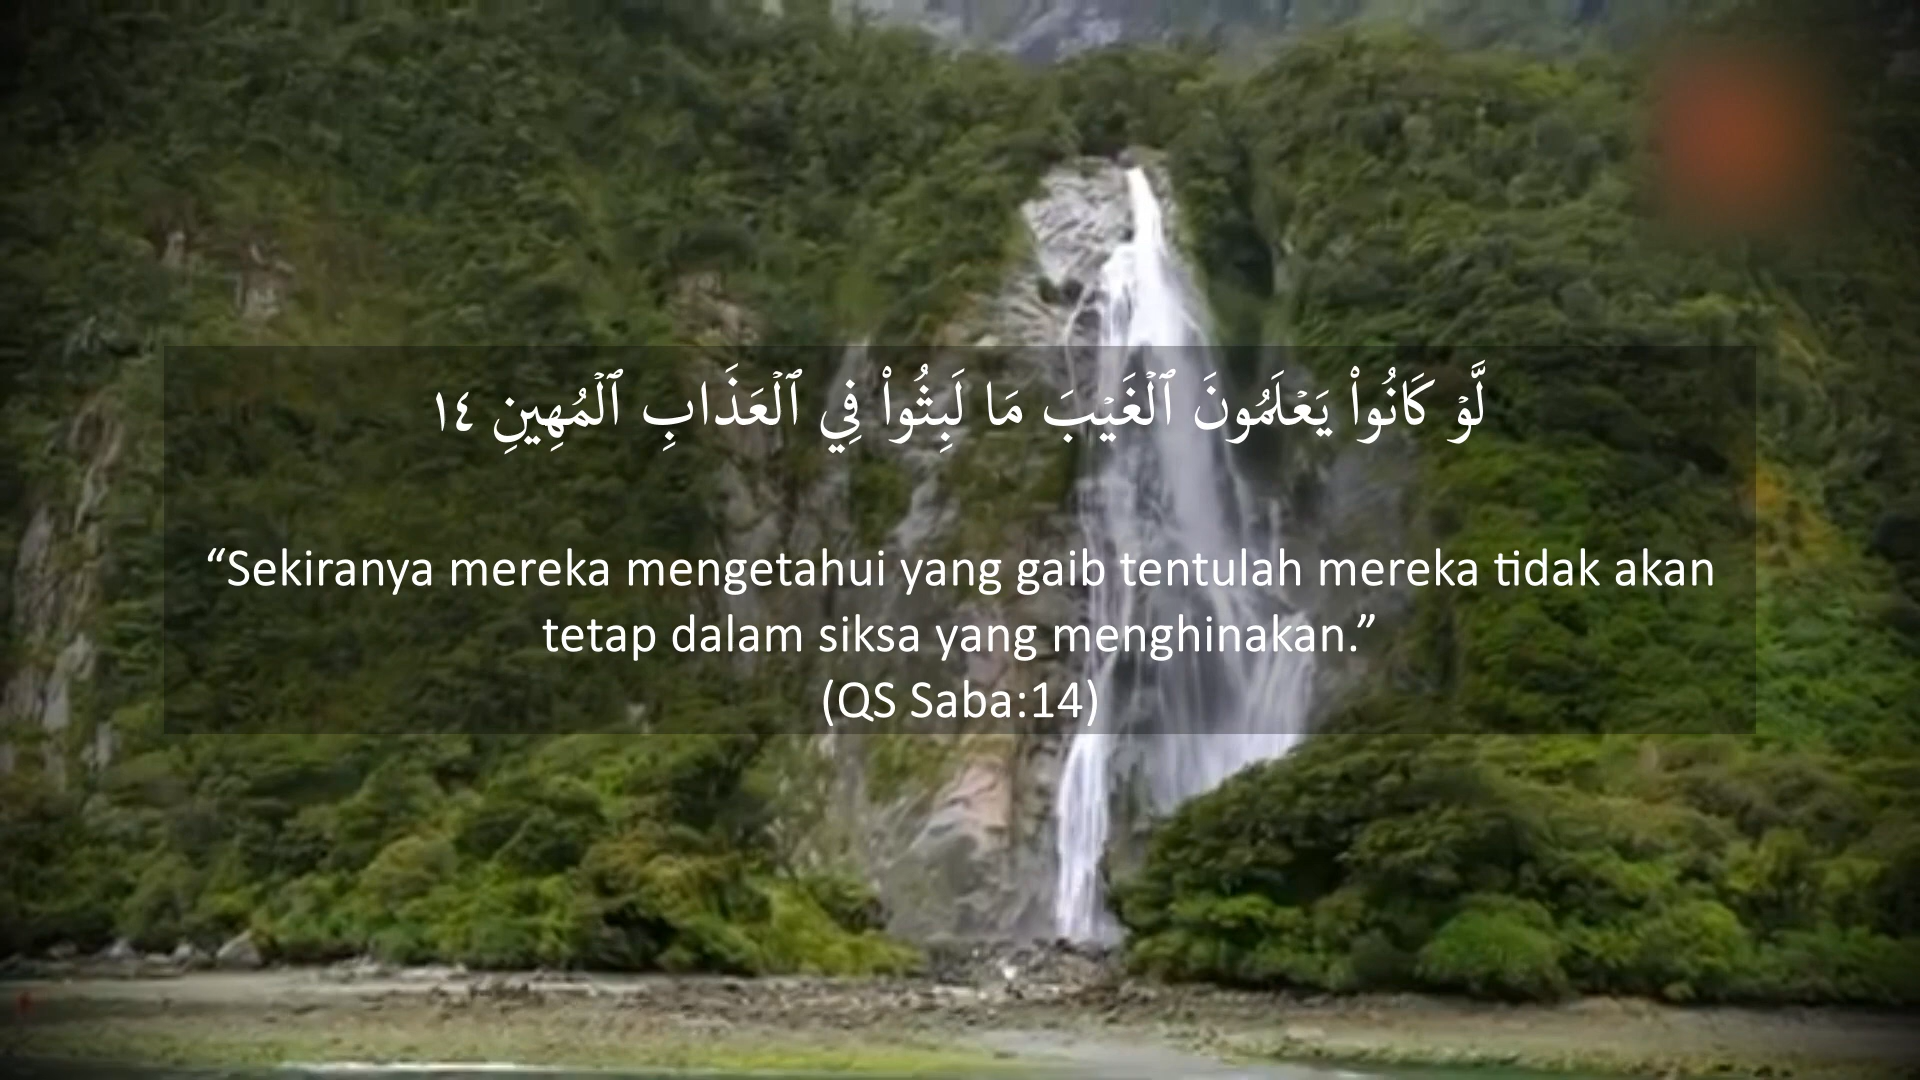 لَّوۡ كَانُواْ يَعۡلَمُونَ ٱلۡغَيۡبَ مَا لَبِثُواْ فِي ٱلۡعَذَابِ ٱلۡمُهِينِ ١٤
“Sekiranya mereka mengetahui yang gaib tentulah mereka tidak akan
tetap dalam siksa yang menghinakan.”
(QS Saba:14)